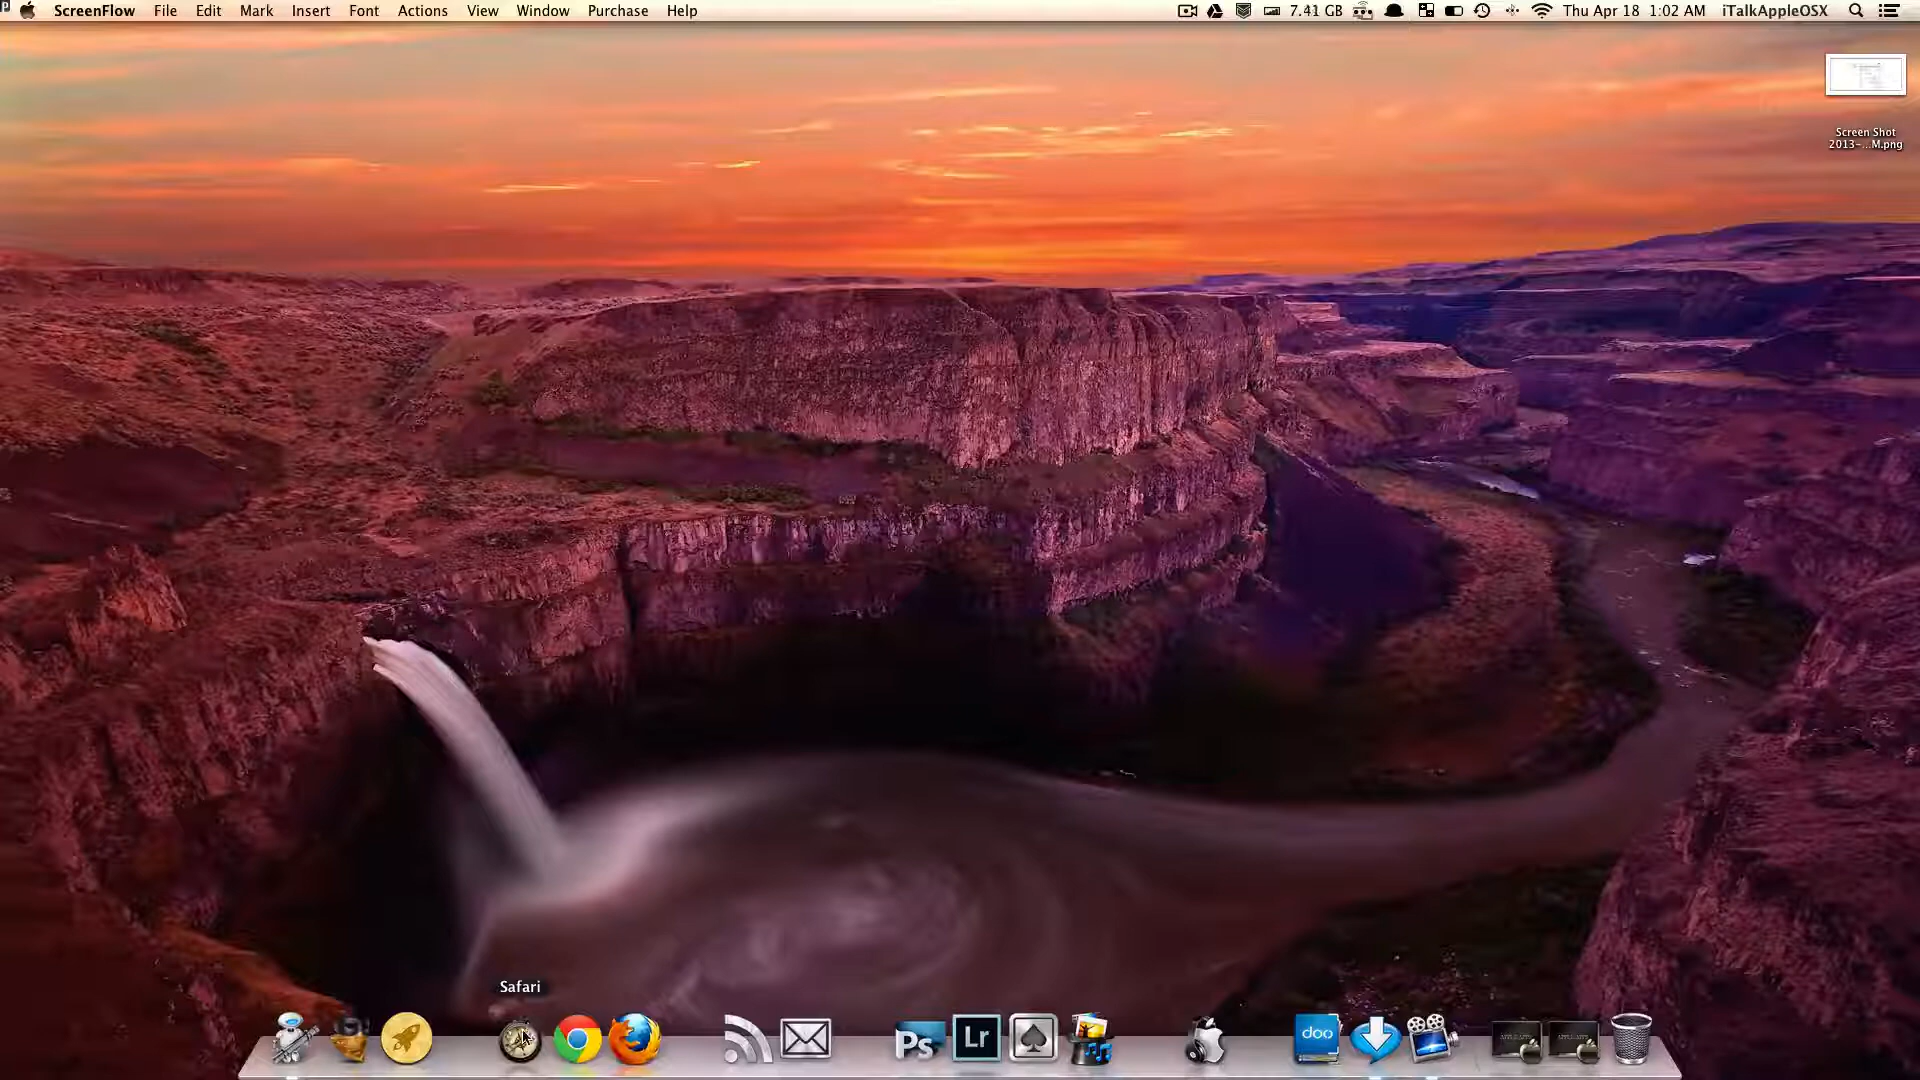 ScreenFlow File Edit Mark Insert Font Actions View Window Purchase Help 7.41 GB Thu Apr 18 1:02 AM iTalkAppleOSX
Screen Shot
2013-...M.png
Safari
Ps
Lr
doo